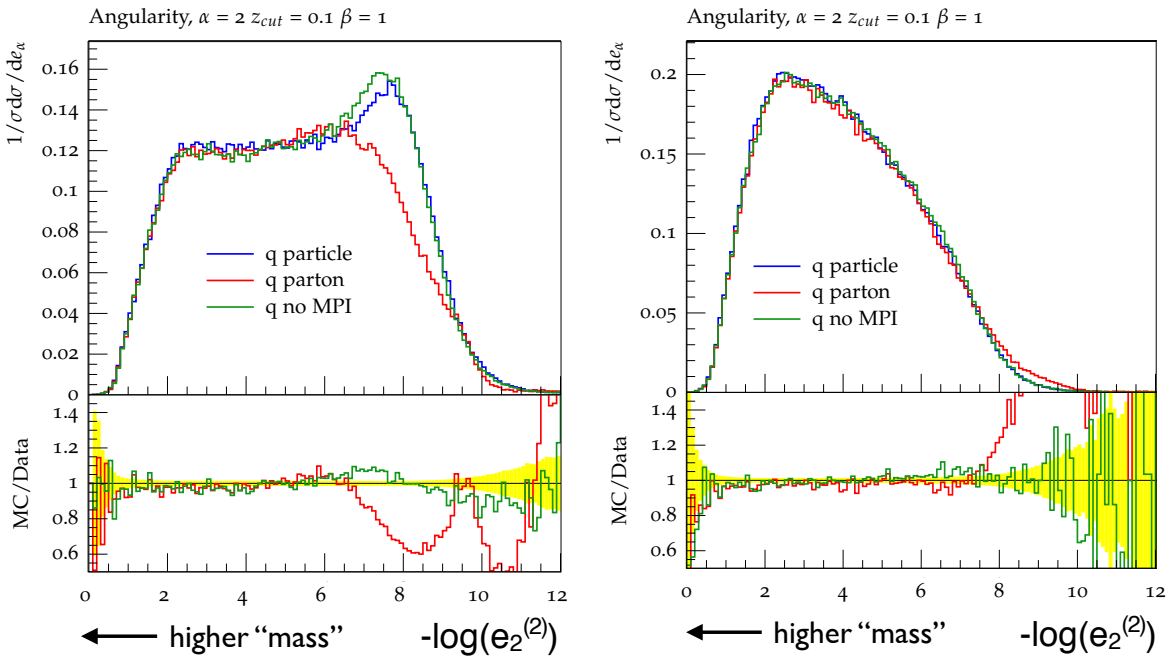 Angularity, α = 2 z_cut = 0.1 β = 1
1/σdσ/de_α
0.16
0.14
0.12
0.1
0.08
0.06
0.04
0.02
0
q particle
q parton
q no MPI
MC/Data
1.4
1.2
1
0.8
0.6
0 2 4 6 8 10 12
higher “mass” -log(e₂⁽²⁾)
Angularity, α = 2 z_cut = 0.1 β = 1
1/σdσ/de_α
0.2
0.15
0.1
0.05
0
q particle
q parton
q no MPI
MC/Data
1.4
1.2
1
0.8
0.6
0 2 4 6 8 10 12
higher “mass” -log(e₂⁽²⁾)